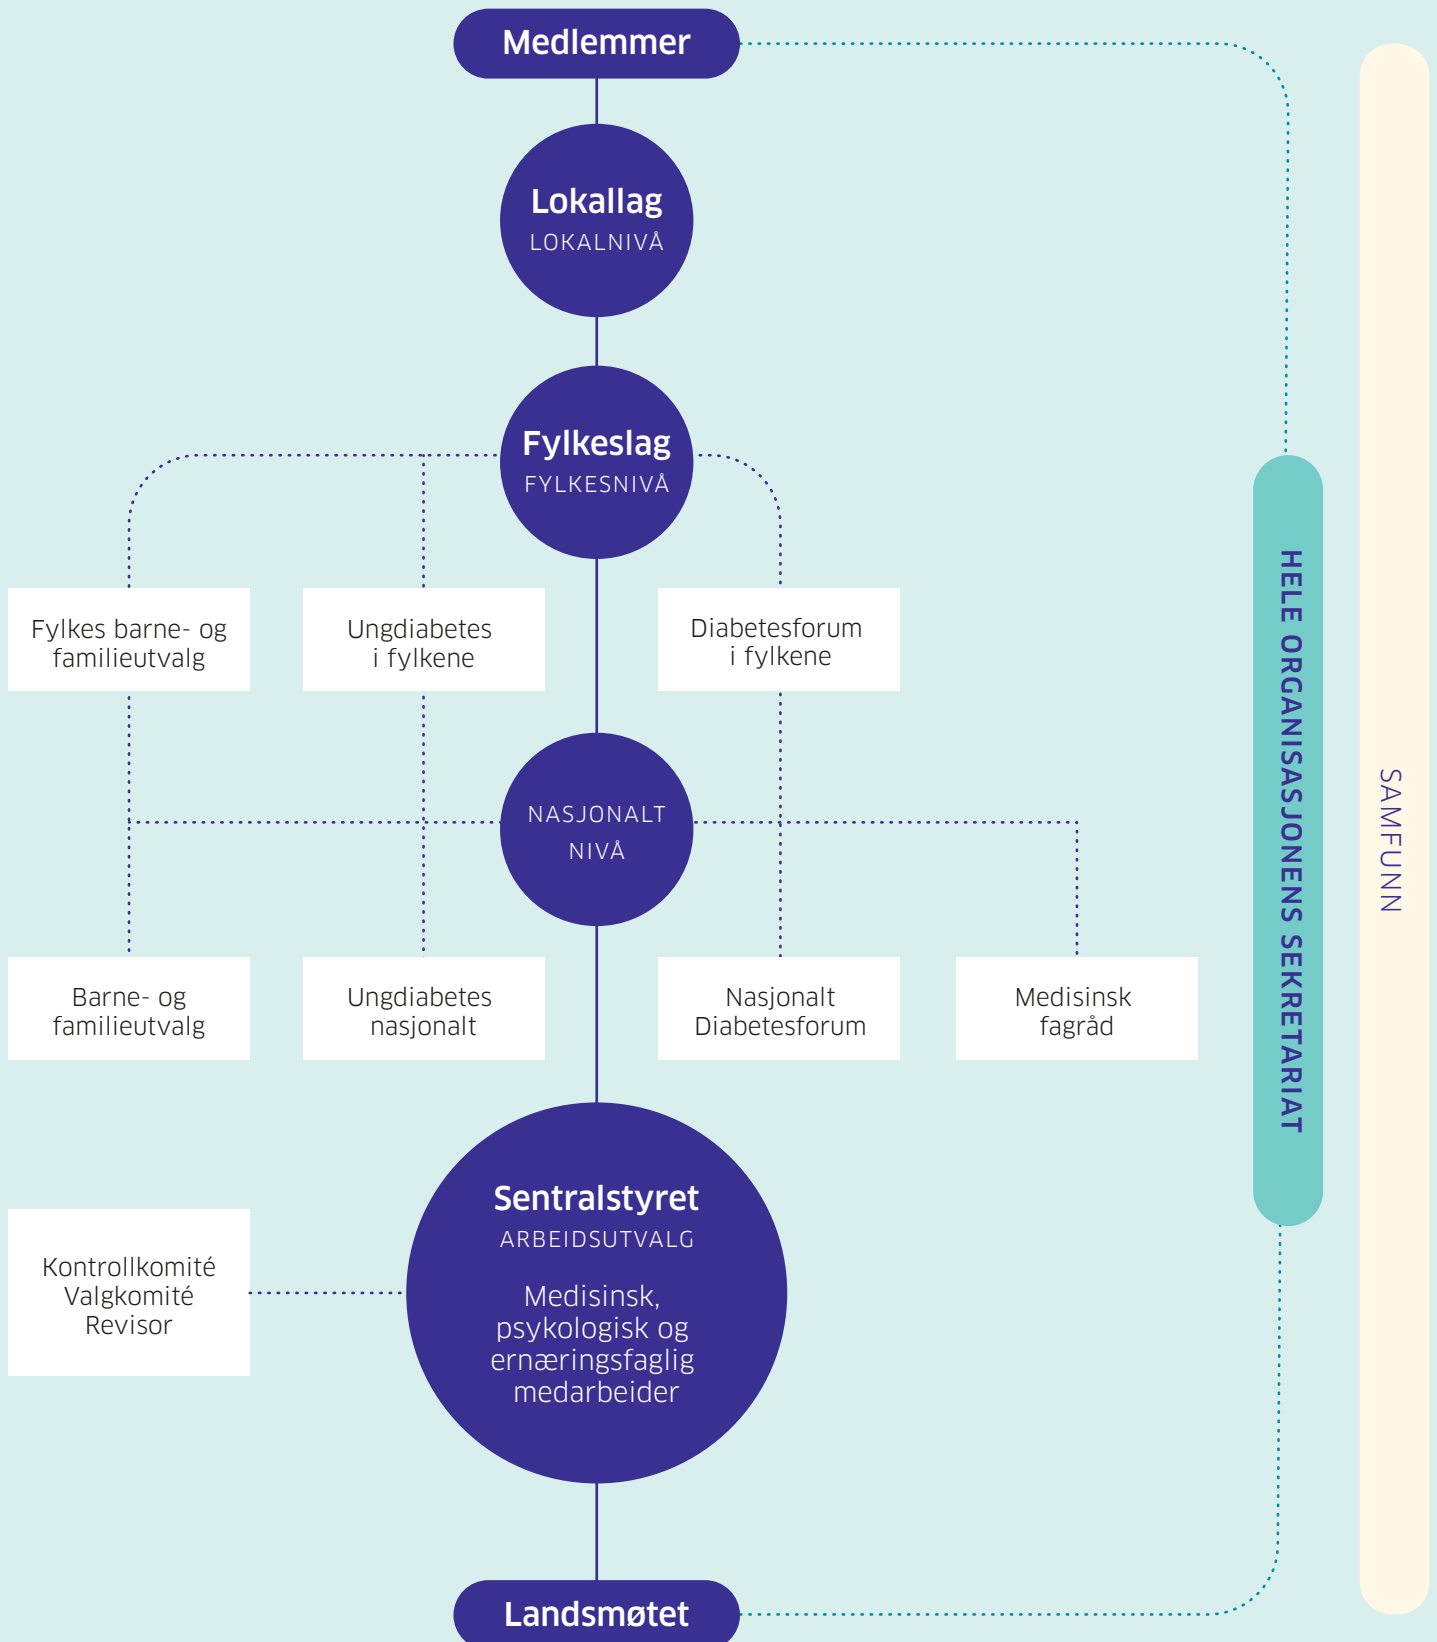 Medlemmer
Lokallag
LOKALNIVÅ
Fylkeslag
FYLKESNIVÅ
Fylkes barne- og
familieutvalg
Ungdiabetes
i fylkene
Diabetesforum
i fylkene
NASJONALT
NIVÅ
Barne- og
familieutvalg
Ungdiabetes
nasjonalt
Nasjonalt
Diabetesforum
Medisinsk
fagråd
Sentralstyret
ARBEIDSUTVALG
Medisinsk,
psykologisk og
ernæringsfaglig
medarbeider
Kontrollkomité
Valgkomité
Revisor
Landsmøtet
HELE ORGANISASJONENS SEKRETARIAT
SAMFUNN